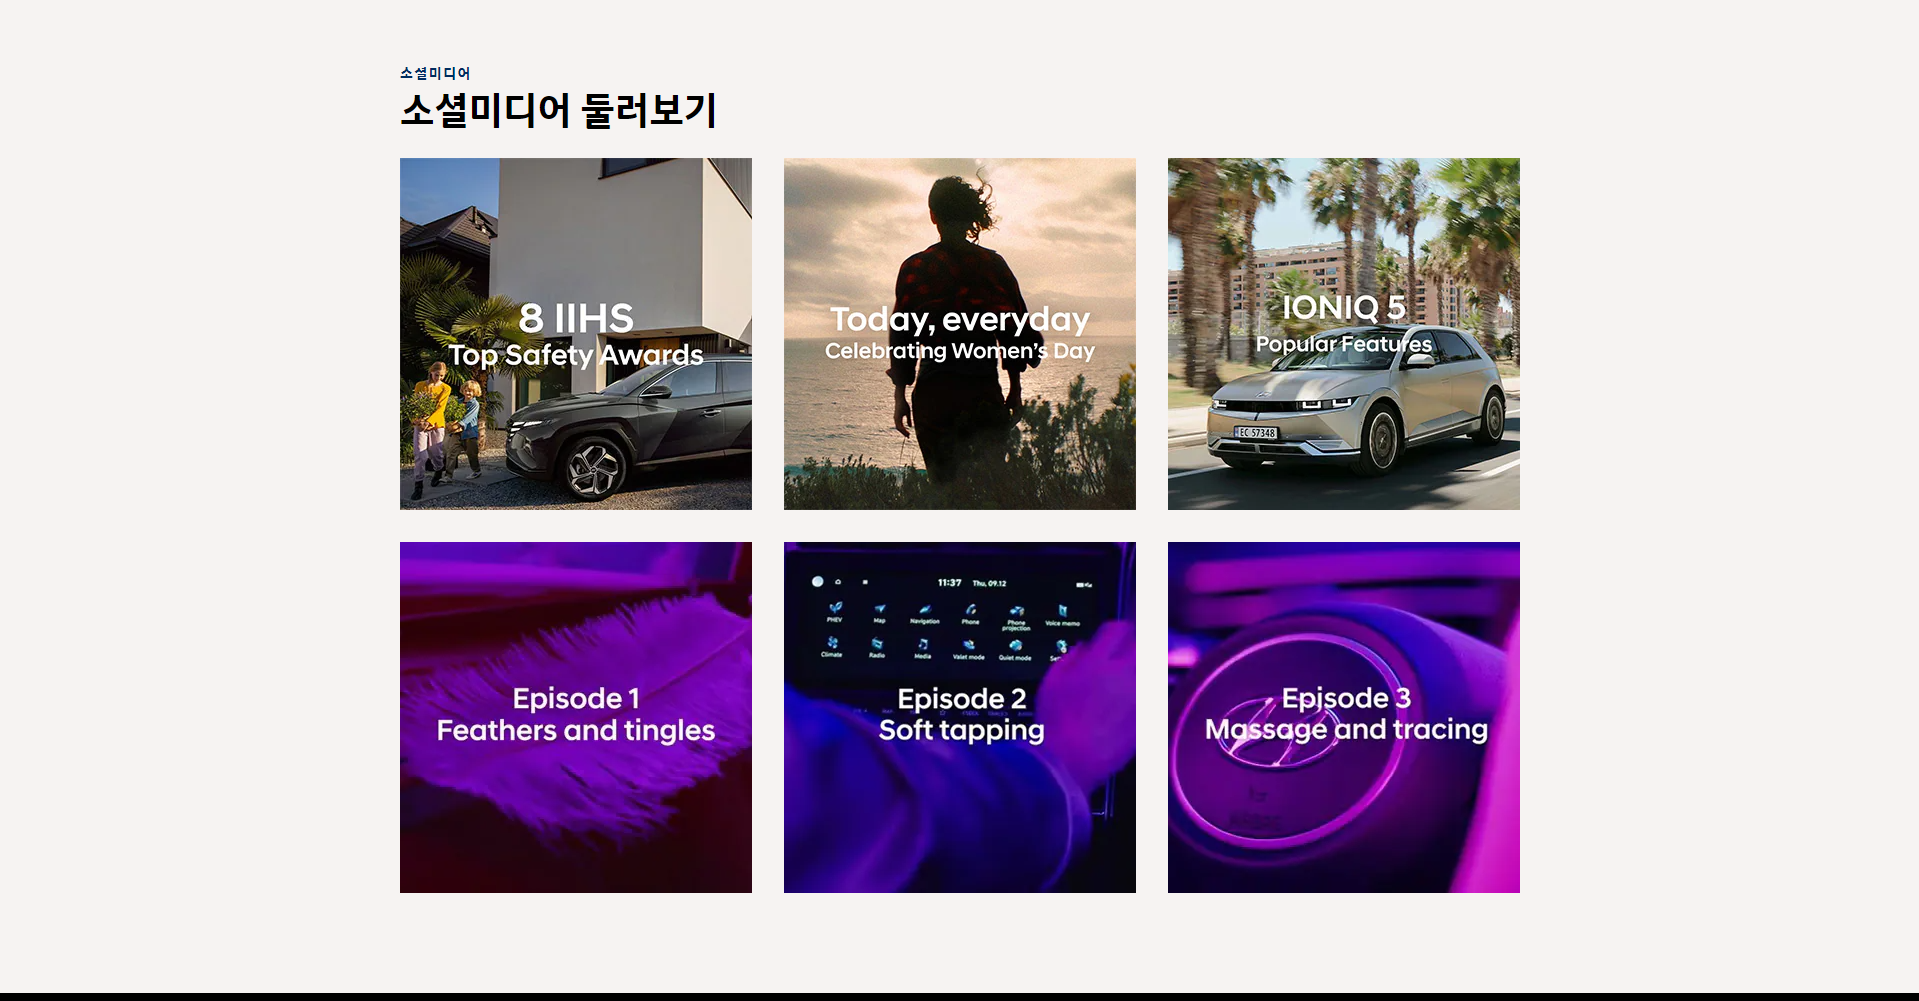 소셜미디어
소셜미디어 둘러보기
8 IIHS
Top Safety Awards
Today, everyday
Celebrating Women's Day
IONIQ 5
Popular Features
EC 57348
Episode 1
Feathers and tingles
11:37 Thu, 09.12
PHEV Map Navigation Phone Phone projection Voice memo
Climate Radio Media Valet mode Quiet mode
Episode 2
Soft tapping
Episode 3
Massage and tracing